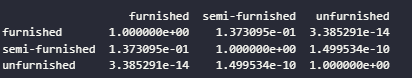 furnished semi-furnished unfurnished
furnished 1.000000e+00 1.373095e-01 3.385291e-14
semi-furnished 1.373095e-01 1.000000e+00 1.499534e-10
unfurnished 3.385291e-14 1.499510e-10 1.000000e+00